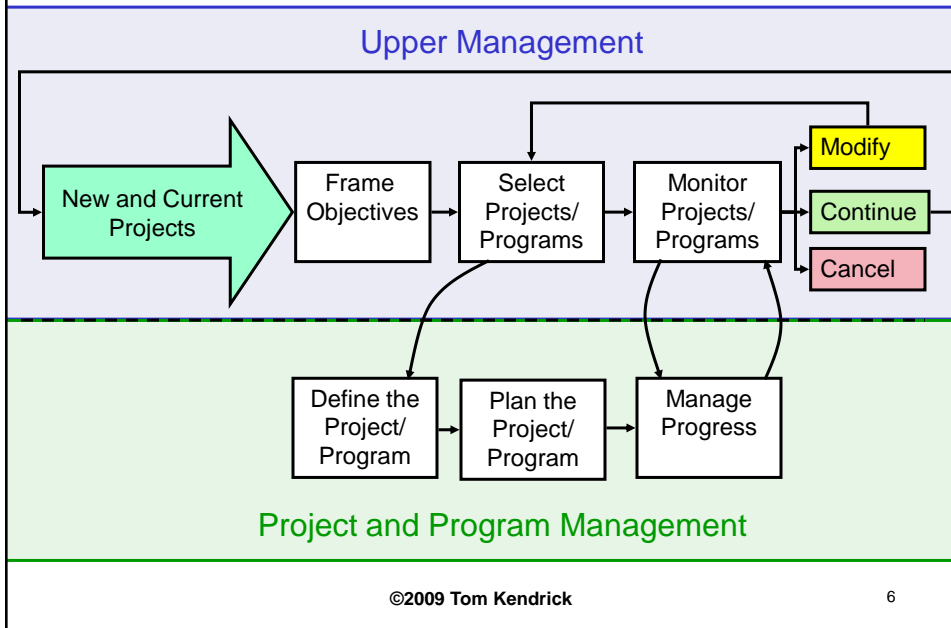 Upper Management
New and Current
Projects
Frame
Objectives
Select
Projects/
Programs
Monitor
Projects/
Programs
Modify
Continue
Cancel
Define the
Project/
Program
Plan the
Project/
Program
Manage
Progress
Project and Program Management
©2009 Tom Kendrick
6